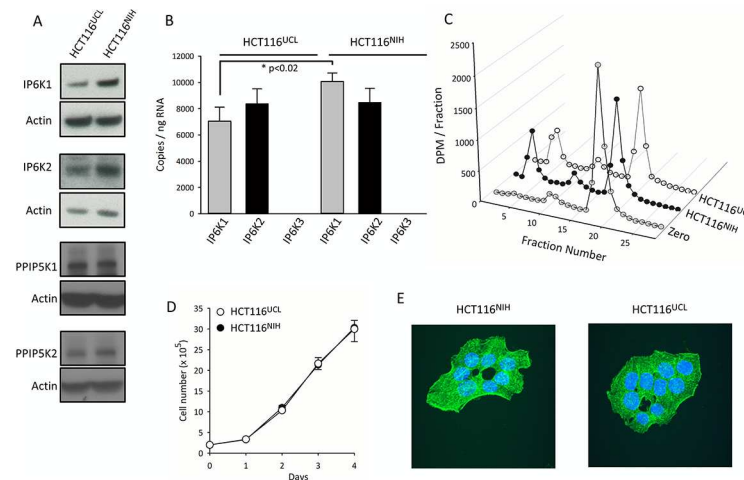 A
HCT116UCL
HCT116NIH
IP6K1
Actin
IP6K2
Actin
PPIP5K1
Actin
PPIP5K2
Actin
B
HCT116UCL
HCT116NIH
* p<0.02
Copies / ng RNA
12000
10000
8000
6000
4000
2000
0
IP6K1
IP6K2
IP6K3
IP6K1
IP6K2
IP6K3
C
DPM / Fraction
2500
2000
1500
1000
500
0
5
10
15
20
25
Fraction Number
HCT116U
HCT116NIH
Zero
D
HCT116UCL
HCT116NIH
Cell number (x 105)
35
30
25
20
15
10
5
0
0
1
2
3
4
Days
E
HCT116NIH
HCT116UCL